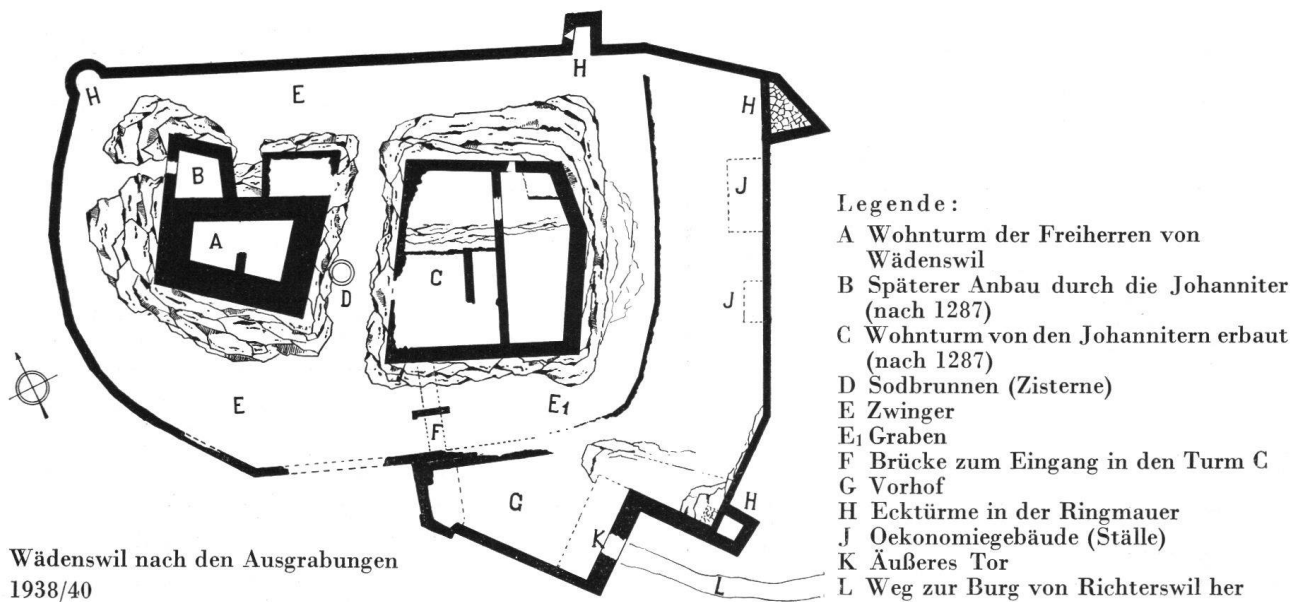 H
H
H
E
B
A
J
J
C
D
E
E1
F
G
H
K
L
Wädenswil nach den Ausgrabungen
1938/40
Legende:
A Wohnturm der Freiherren von
Wädenswil
B Späterer Anbau durch die Johanniter
(nach 1287)
C Wohnturm von den Johannitern erbaut
(nach 1287)
D Sodbrunnen (Zisterne)
E Zwinger
E1 Graben
F Brücke zum Eingang in den Turm C
G Vorhof
H Ecktürme in der Ringmauer
J Oekonomiegebäude (Ställe)
K Äußeres Tor
L Weg zur Burg von Richterswil her